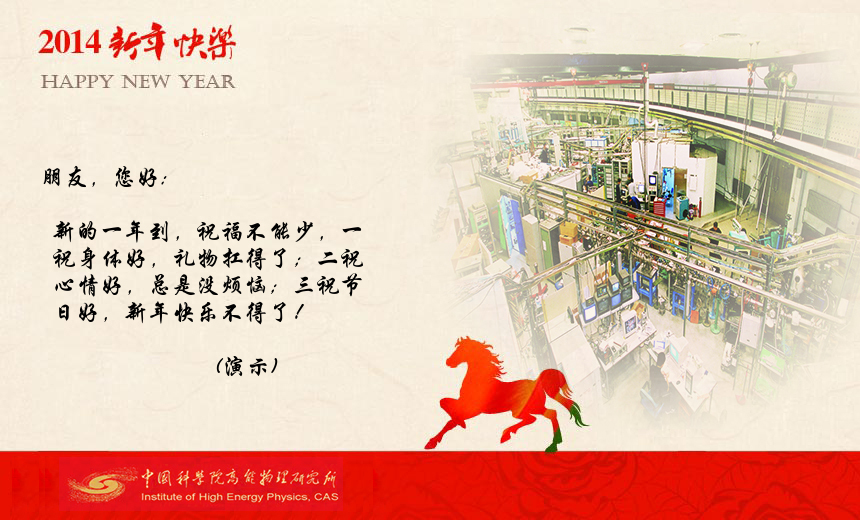 2014 新年快樂
HAPPY NEW YEAR
朋友，您好：
新的一年到，祝福不能少，一
祝身体好，礼物扛得了；二祝
心情好，总是没烦恼；三祝节
日好，新年快乐不得了！
（演示）
中国科学院高能物理研究所
Institute of High Energy Physics, CAS